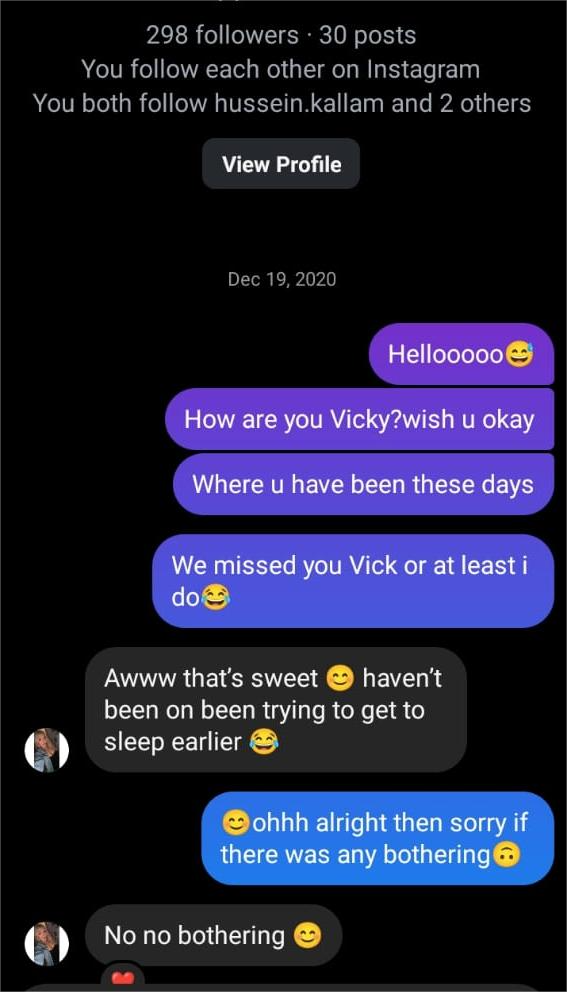 298 followers · 30 posts
You follow each other on Instagram
You both follow hussein.kallam and 2 others
View Profile
Dec 19, 2020
Hellooooo😅
How are you Vicky?wish u okay
Where u have been these days
We missed you Vick or at least i
do😂
Awww that's sweet 😊 haven't
been on been trying to get to
sleep earlier 😂
😊ohhh alright then sorry if
there was any bothering🙃
No no bothering 😊
❤️